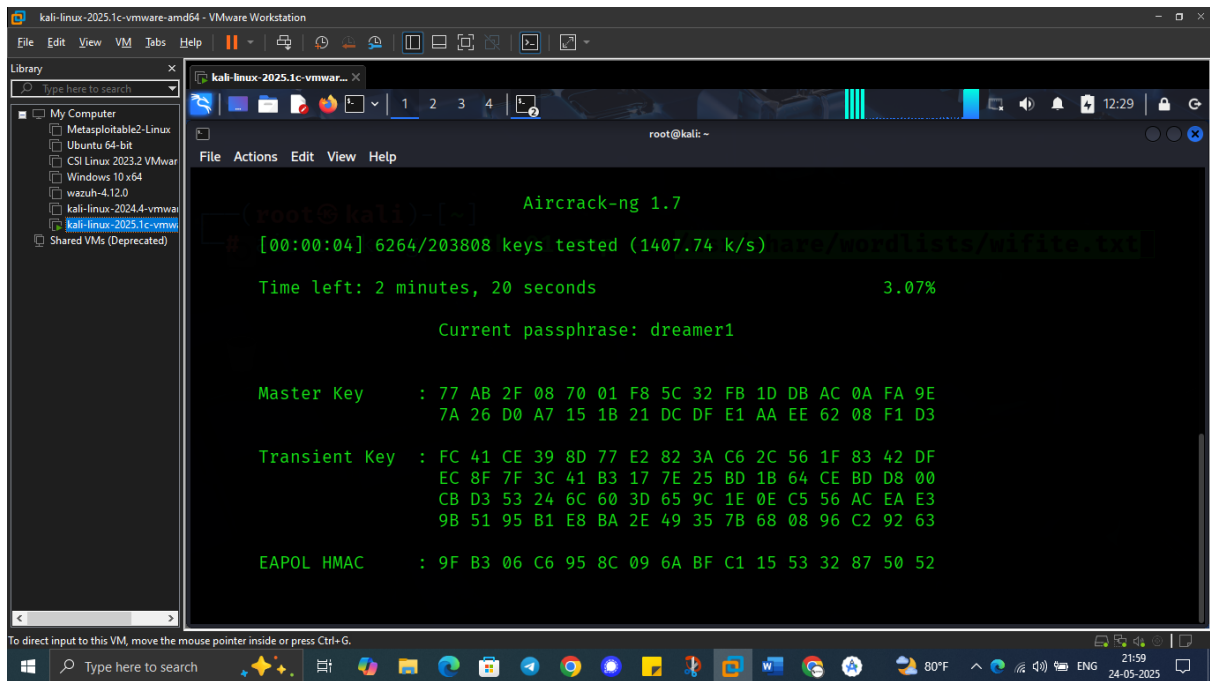 kali-linux-2025.1c-vmware-amd64 - VMware Workstation
File Edit View VM Tabs Help
Library
Type here to search
My Computer
Metasploitable2-Linux
Ubuntu 64-bit
CSI Linux 2023.2 VMwar
Windows 10 x64
wazuh-4.12.0
kali-linux-2024.4-vmwar
kali-linux-2025.1c-vmwa
Shared VMs (Deprecated)
kali-linux-2025.1c-vmwar...
1 2 3 4 2 12:29
root@kali: ~
File Actions Edit View Help
Aircrack-ng 1.7
(root㉿kali)-[~]
[00:00:04] 6264/203808 keys tested (1407.74 k/s)
# hare/wordlists/wifite.txt
Time left: 2 minutes, 20 seconds 3.07%
Current passphrase: dreamer1
Master Key : 77 AB 2F 08 70 01 F8 5C 32 FB 1D DB AC 0A FA 9E
7A 26 D0 A7 15 1B 21 DC DF E1 AA EE 62 08 F1 D3
Transient Key : FC 41 CE 39 8D 77 E2 82 3A C6 2C 56 1F 83 42 DF
EC 8F 7F 3C 41 B3 17 7E 25 BD 1B 64 CE BD D8 00
CB D3 53 24 6C 60 3D 65 9C 1E 0E C5 56 AC EA E3
9B 51 95 B1 E8 BA 2E 49 35 7B 68 08 96 C2 92 63
EAPOL HMAC : 9F B3 06 C6 95 8C 09 6A BF C1 15 53 32 87 50 52
To direct input to this VM, move the mouse pointer inside or press Ctrl+G.
Type here to search
80°F
ENG
21:59
24-05-2025